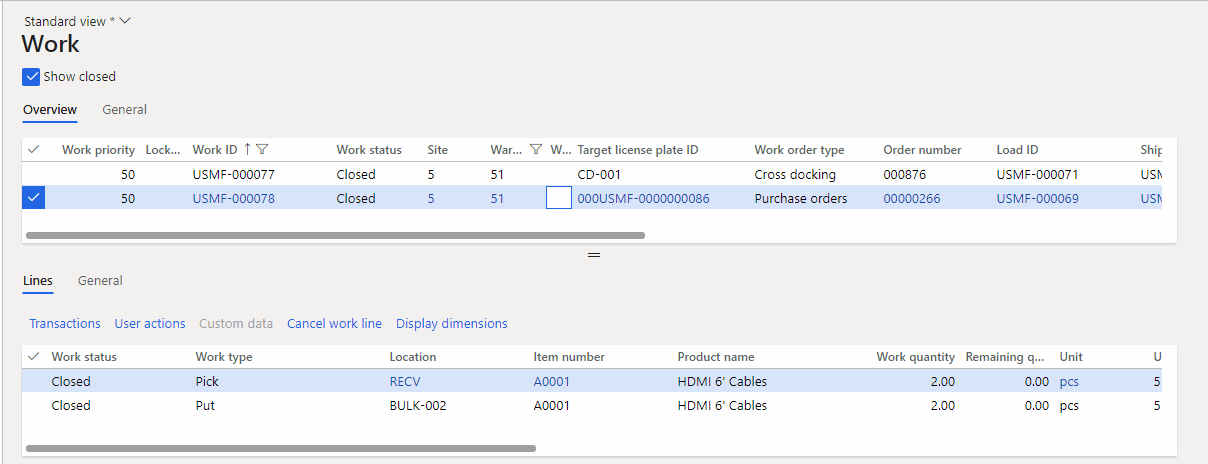 Standard view *
Work
Show closed
Overview General
Work priority Lock... Work ID Work status Site War... W... Target license plate ID Work order type Order number Load ID Ship
50 USMF-000077 Closed 5 51 CD-001 Cross docking 000876 USMF-000071 USM
50 USMF-000078 Closed 5 51 000USMF-0000000086 Purchase orders 00000266 USMF-000069 USM
Lines General
Transactions User actions Custom data Cancel work line Display dimensions
Work status Work type Location Item number Product name Work quantity Remaining q... Unit U
Closed Pick RECV A0001 HDMI 6' Cables 2.00 0.00 pcs 5
Closed Put BULK-002 A0001 HDMI 6' Cables 2.00 0.00 pcs 5